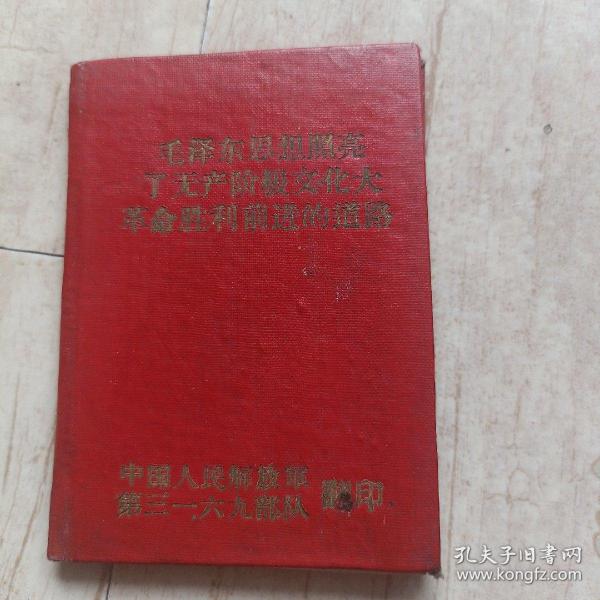 毛泽东思想照亮
了无产阶级文化大
革命胜利前进的道路
中国人民解放军
第三一六九部队
翻印
孔夫子旧书网
www.kongfz.com